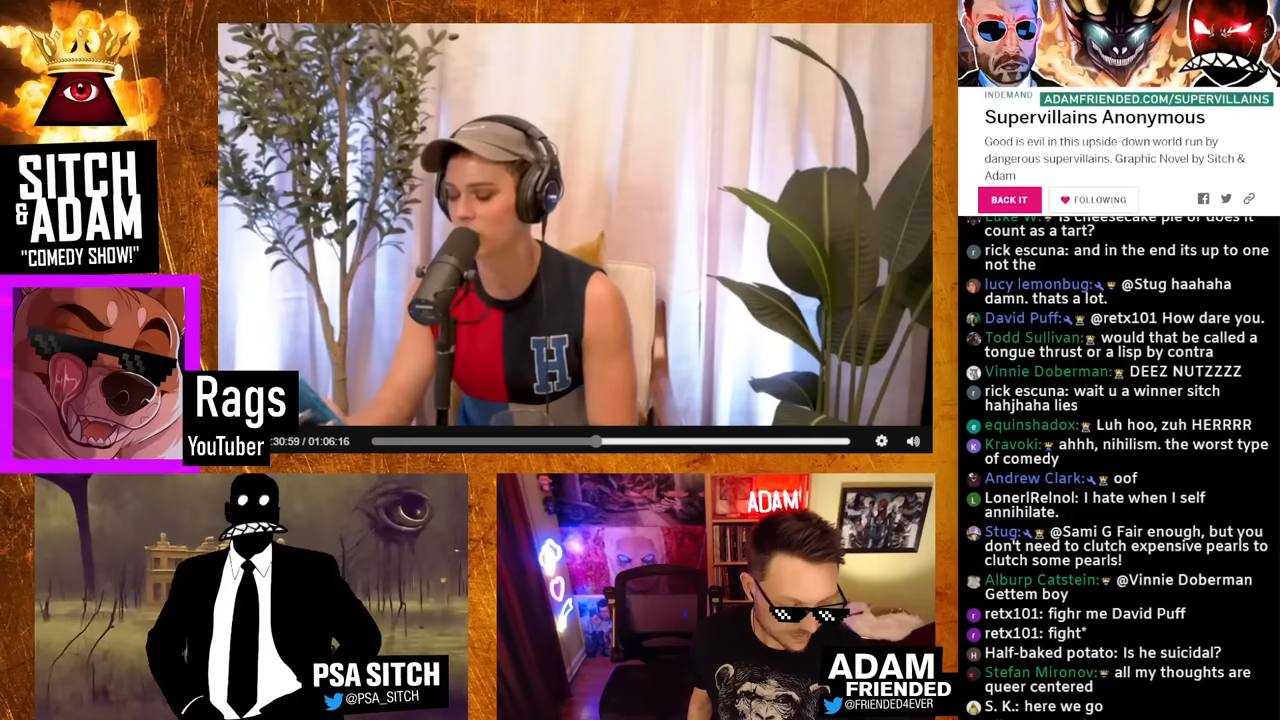 SITCH
& ADAM
"COMEDY SHOW!"
Rags
YouTuber
H
:30:59 / 01:06:16
PSA SITCH
@PSA_SITCH
ADAM
ADAM
FRIENDED
@FRIENDED4EVER
INDEMAND
ADAMFRIENDED.COM/SUPERVILLAINS
Supervillains Anonymous
Good is evil in this upside-down world run by
dangerous supervillains. Graphic Novel by Sitch &
Adam
BACK IT
FOLLOWING
Luke W: Is cheesecake pie or does it
count as a tart?
rick escuna: and in the end its up to one
not the
lucy lemonbug: @Stug haahaha
damn. thats a lot.
David Puff: @retx101 How dare you.
Todd Sullivan: would that be called a
tongue thrust or a lisp by contra
Vinnie Doberman: DEEZ NUTZZZZ
rick escuna: wait u a winner sitch
hahjhaha lies
equinshadox: Luh hoo, zuh HERRRR
Kravoki: ahhh, nihilism. the worst type
of comedy
Andrew Clark: oof
LonerIReInol: I hate when I self
annihilate.
Stug: @Sami G Fair enough, but you
don't need to clutch expensive pearls to
clutch some pearls!
Alburp Catstein: @Vinnie Doberman
Gettem boy
retx101: fighr me David Puff
retx101: fight*
Half-baked potato: Is he suicidal?
Stefan Mironov: all my thoughts are
queer centered
S. K.: here we go